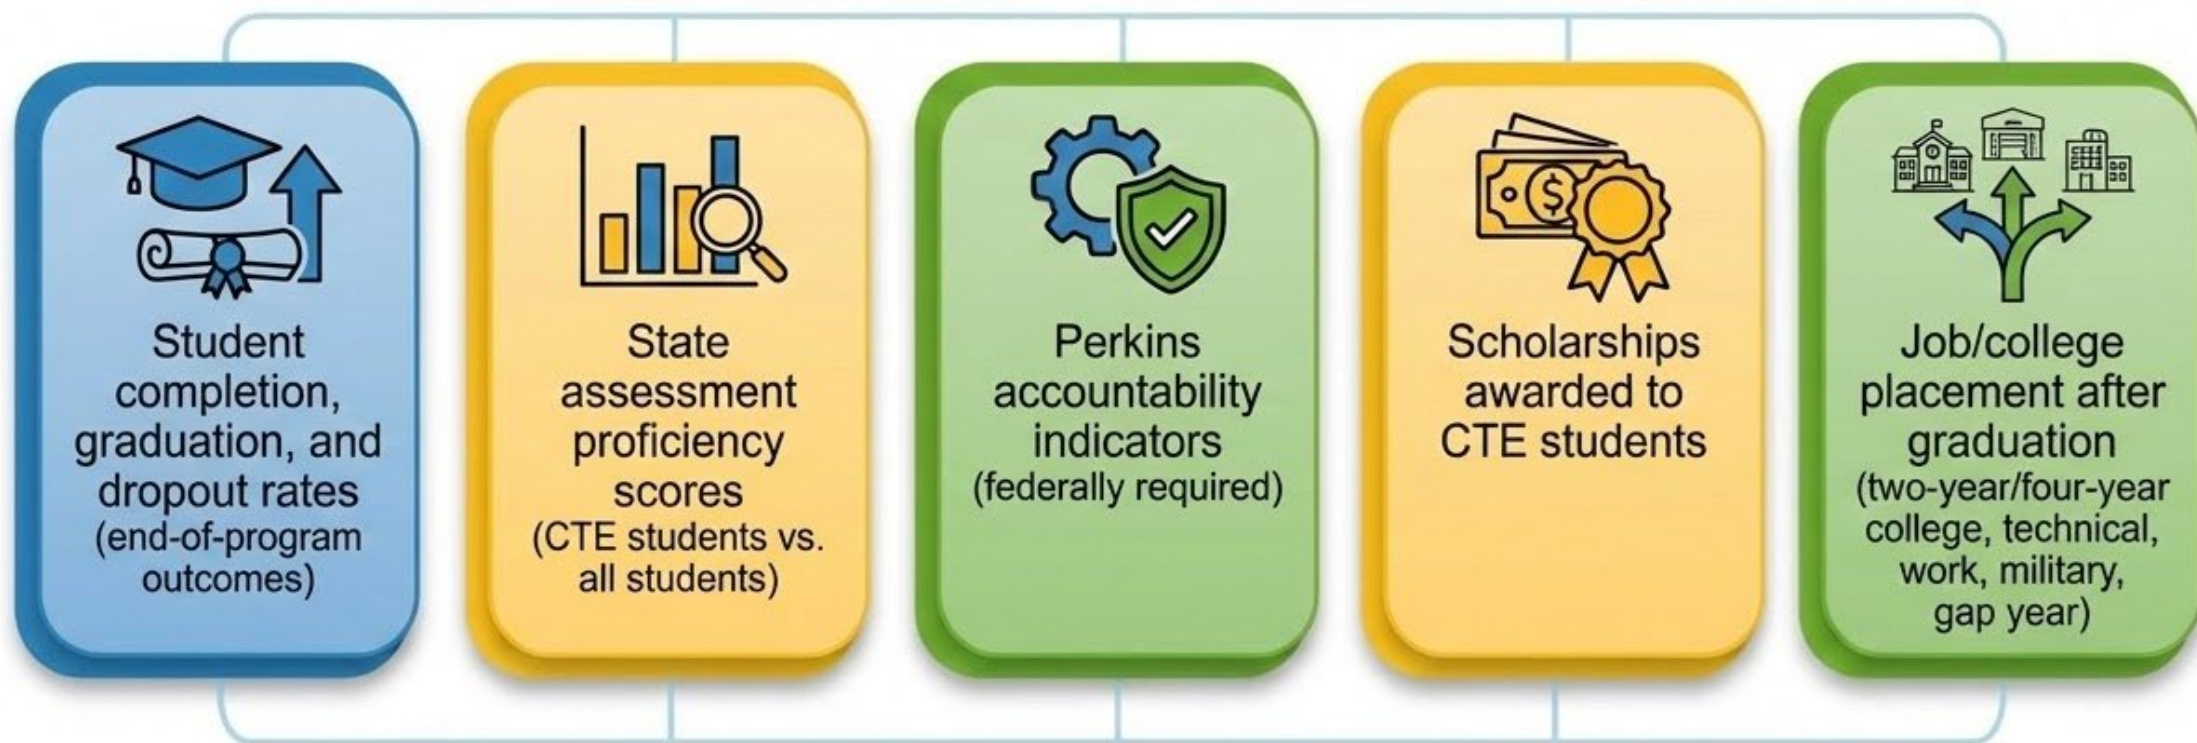 Student
completion,
graduation, and
dropout rates
(end-of-program
outcomes)
State
assessment
proficiency
scores
(CTE students vs.
all students)
Perkins
accountability
indicators
(federally required)
$
Scholarships
awarded to
CTE students
Job/college
placement after
graduation
(two-year/four-year
college, technical,
work, military,
gap year)